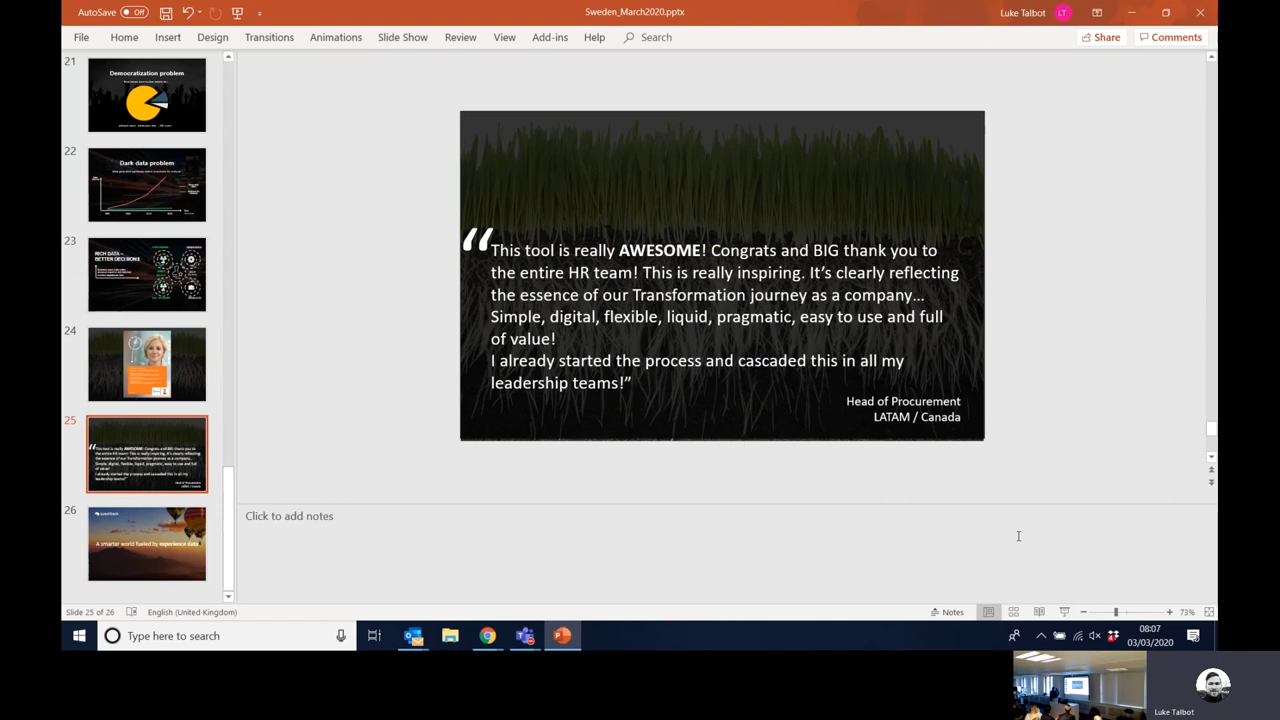 AutoSave Off
Sweden_March2020.pptx
Luke Talbot LT
File Home Insert Design Transitions Animations Slide Show Review View Add-ins Help Search
Share Comments
21
Democratization problem
22
Dark data problem
23
RICH DATA –
BETTER DECISIONS
24
25
26
questback
A smarter world fueled by experience data
“This tool is really AWESOME! Congrats and BIG thank you to
the entire HR team! This is really inspiring. It’s clearly reflecting
the essence of our Transformation journey as a company…
Simple, digital, flexible, liquid, pragmatic, easy to use and full
of value!
I already started the process and cascaded this in all my
leadership teams!”
Head of Procurement
LATAM / Canada
Click to add notes
Slide 25 of 26 English (United Kingdom)
Notes 73%
Type here to search
08:07
03/03/2020
Luke Talbot